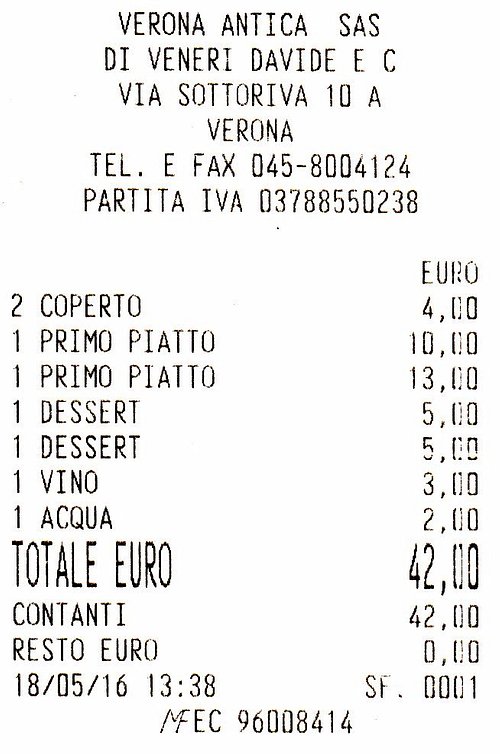 VERONA ANTICA SAS
DI VENERI DAVIDE E C
VIA SOTTORIVA 10 A
VERONA
TEL. E FAX 045-8004124
PARTITA IVA 03788550238
EURO
2 COPERTO 4,00
1 PRIMO PIATTO 10,00
1 PRIMO PIATTO 13,00
1 DESSERT 5,00
1 DESSERT 5,00
1 VINO 3,00
1 ACQUA 2,00
TOTALE EURO 42,00
CONTANTI 42,00
RESTO EURO 0,00
18/05/16 13:38 SF. 0001
MF EC 96008414